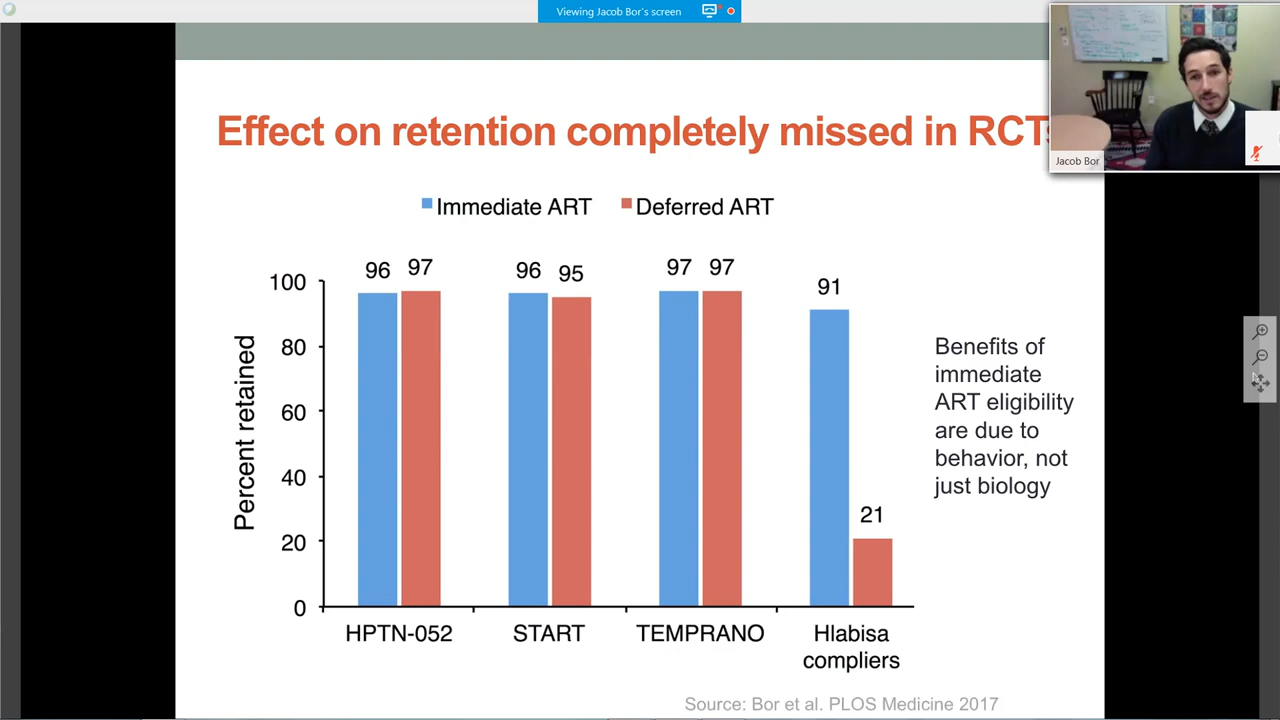 Viewing Jacob Bor's screen
Effect on retention completely missed in RCTs
Jacob Bor
Immediate ART
Deferred ART
96
97
96
95
97
97
91
21
100
80
60
40
20
0
Percent retained
HPTN-052
START
TEMPRANO
Hlabisa
compliers
Benefits of
immediate
ART eligibility
are due to
behavior, not
just biology
Source: Bor et al. PLOS Medicine 2017